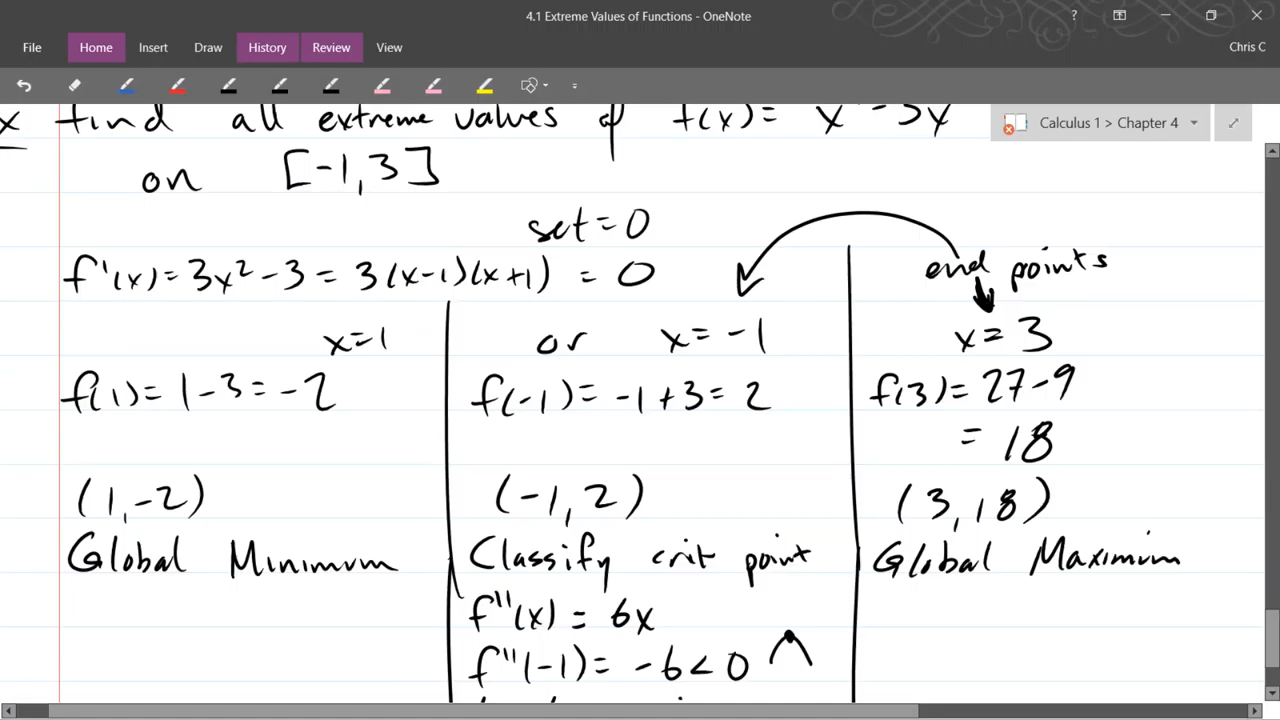 4.1 Extreme Values of Functions - OneNote
?
File Home Insert Draw History Review View
Chris C
Calculus 1 > Chapter 4
x find all extreme values of f(x) =
on [-1,3]
set = 0
f'(x) = 3x² - 3 = 3(x-1)(x+1) = 0
end points
x = 1 or x = -1
x = 3
f(1) = 1 - 3 = -2
f(-1) = -1 + 3 = 2
f(3) = 27 - 9
= 18
(1, -2)
(-1, 2)
(3, 18)
Global Minimum
Classify crit point
Global Maximum
f''(x) = 6x
f''(-1) = -6 < 0